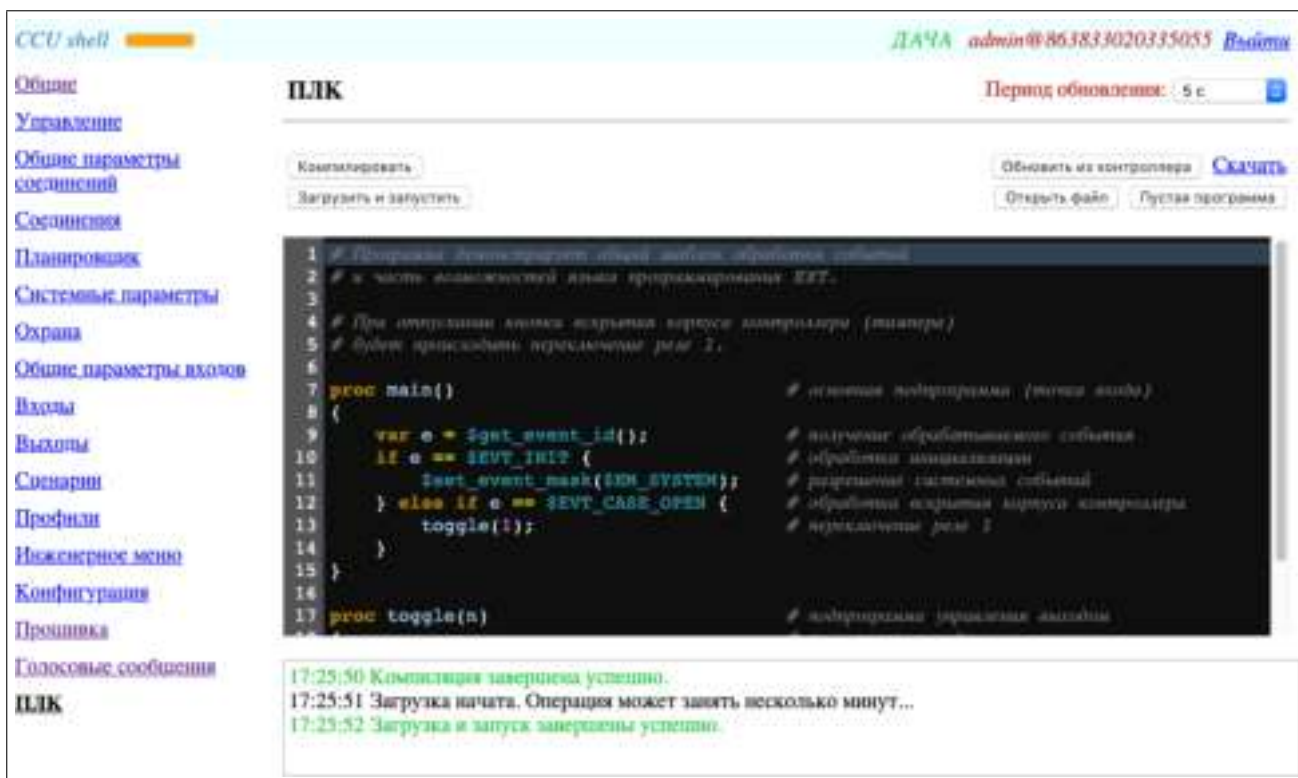 CCU shell
ДАЧА admin@863833020335055 Выйти
Общие
Управление
Общие параметры
соединений
Соединения
Планировщик
Системные параметры
Охрана
Общие параметры входов
Входы
Выходы
Сценарии
Профили
Инженерное меню
Конфигурация
Прошивка
Голосовые сообщения
ПЛК
ПЛК
Период обновления: 5 с
Компилировать
Обновить из контроллера Скачать
Загрузить и запустить
Открыть файл Пустая программа
1 # Программа демонстрирует общий шаблон обработки событий
2 # и часть возможностей языка программирования EXT.
3
4 # При отпускании кнопки вскрытия корпуса контроллера (тампера)
5 # будет происходить переключение реле 1.
6
7 proc main() # основная подпрограмма (точка входа)
8 {
9 var e = $get_event_id(); # получение обрабатываемого события
10 if e == $EVT_INIT { # обработка инициализации
11 $set_event_mask($EM_SYSTEM); # разрешение системных событий
12 } else if e == $EVT_CASE_OPEN { # обработка вскрытия корпуса контроллера
13 toggle(1); # переключение реле 1
14 }
15 }
16
17 proc toggle(n) # подпрограмма управления выходом
17:25:50 Компиляция завершена успешно.
17:25:51 Загрузка начата. Операция может занять несколько минут...
17:25:52 Загрузка и запуск завершены успешно.